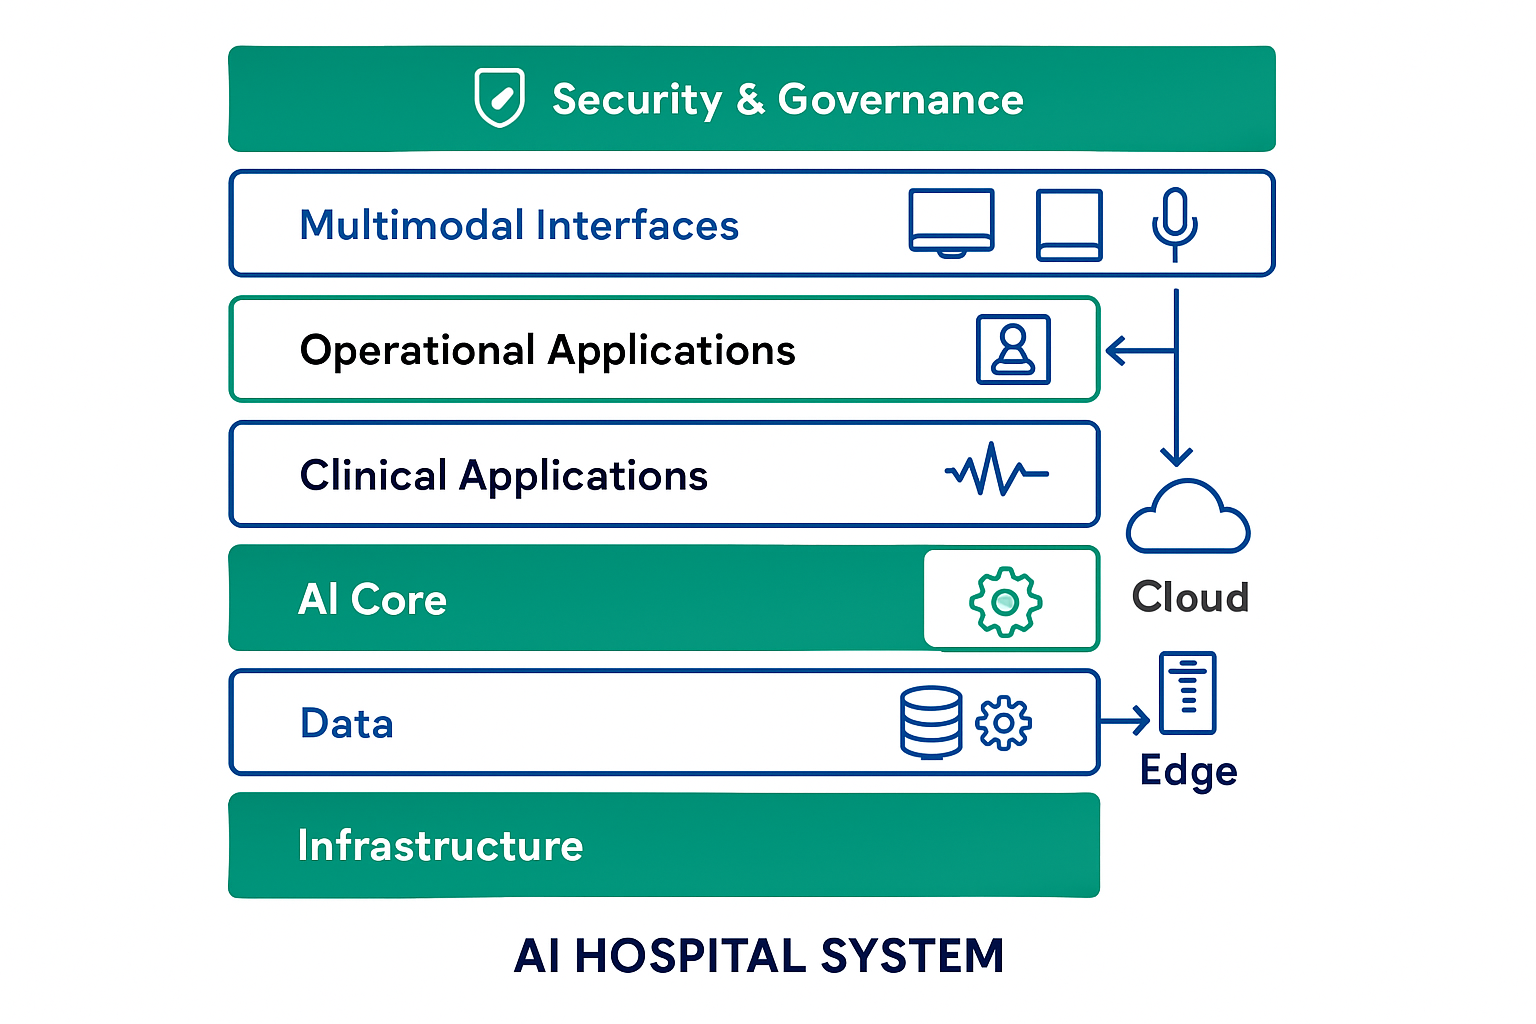 Security & Governance
Multimodal Interfaces
Operational Applications
Clinical Applications
AI Core
Cloud
Data
Edge
Infrastructure
AI HOSPITAL SYSTEM